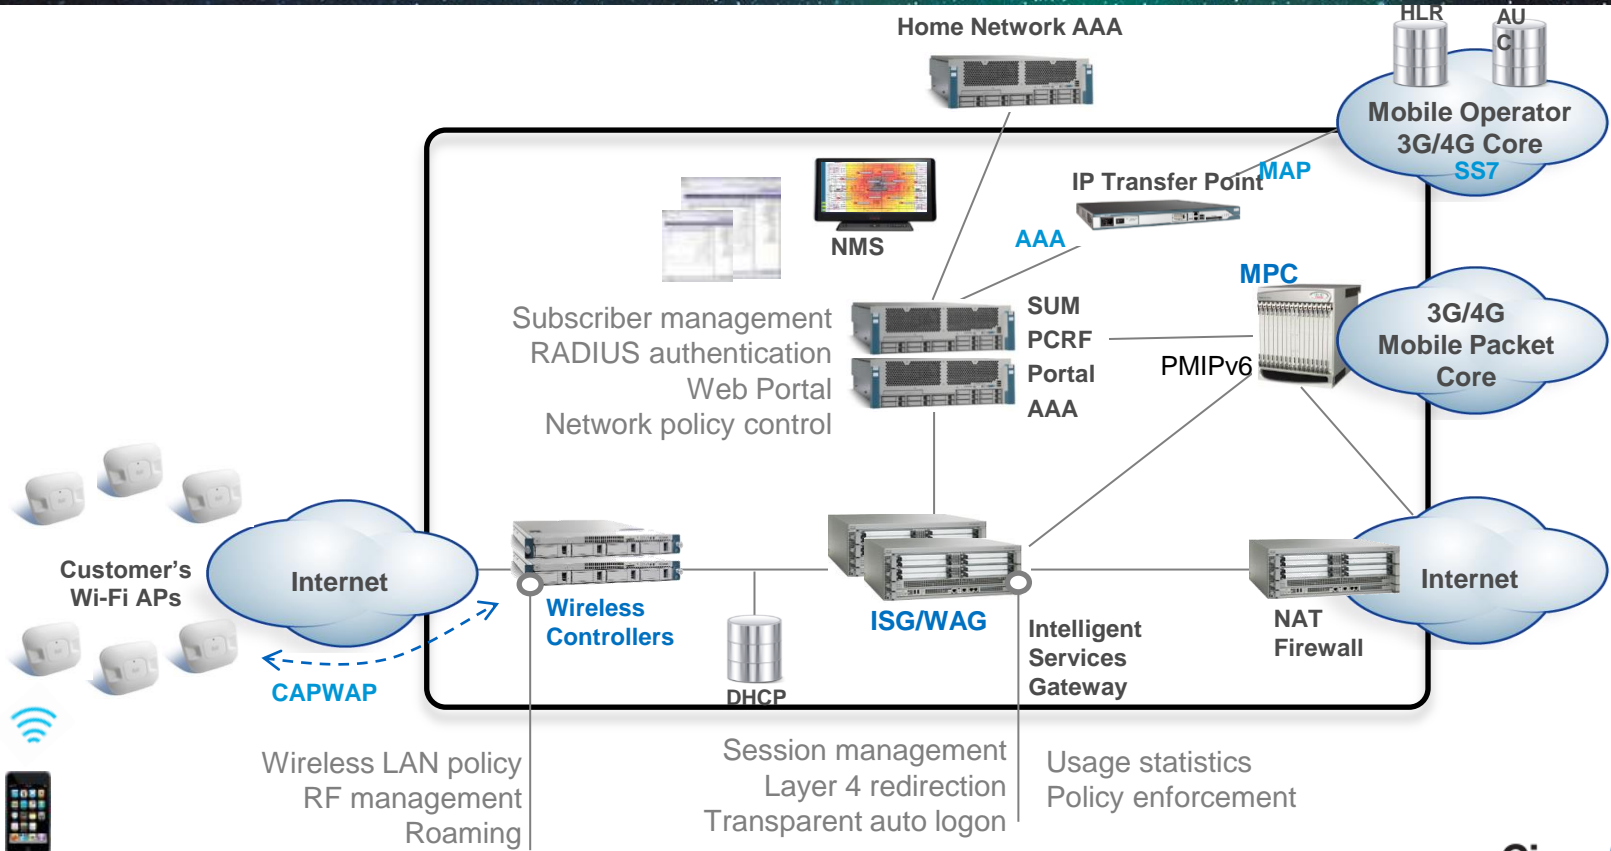 HLR
AU
C
Home Network AAA
Mobile Operator
3G/4G Core
SS7
MAP
IP Transfer Point
NMS
AAA
MPC
SUM
PCRF
Portal
AAA
3G/4G
Mobile Packet
Core
Subscriber management
RADIUS authentication
Web Portal
Network policy control
PMIPv6
Customer's
Wi-Fi APs
Internet
Wireless
Controllers
ISG/WAG
Intelligent
Services
Gateway
NAT
Firewall
Internet
CAPWAP
DHCP
Wireless LAN policy
RF management
Roaming
Session management
Layer 4 redirection
Transparent auto logon
Usage statistics
Policy enforcement